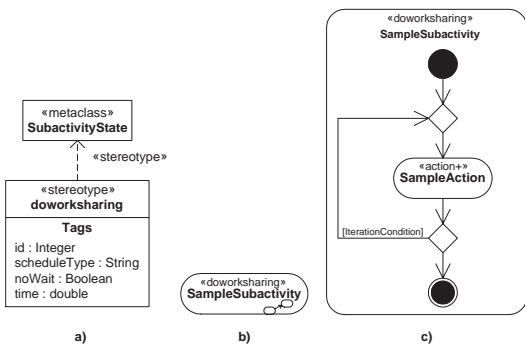 «metaclass»
SubactivityState
«stereotype»
«stereotype»
doworksharing
Tags
id : Integer
scheduleType : String
noWait : Boolean
time : double
a)
«doworksharing»
SampleSubactivity
b)
«doworksharing»
SampleSubactivity
«action+»
SampleAction
[IterationCondition]
c)